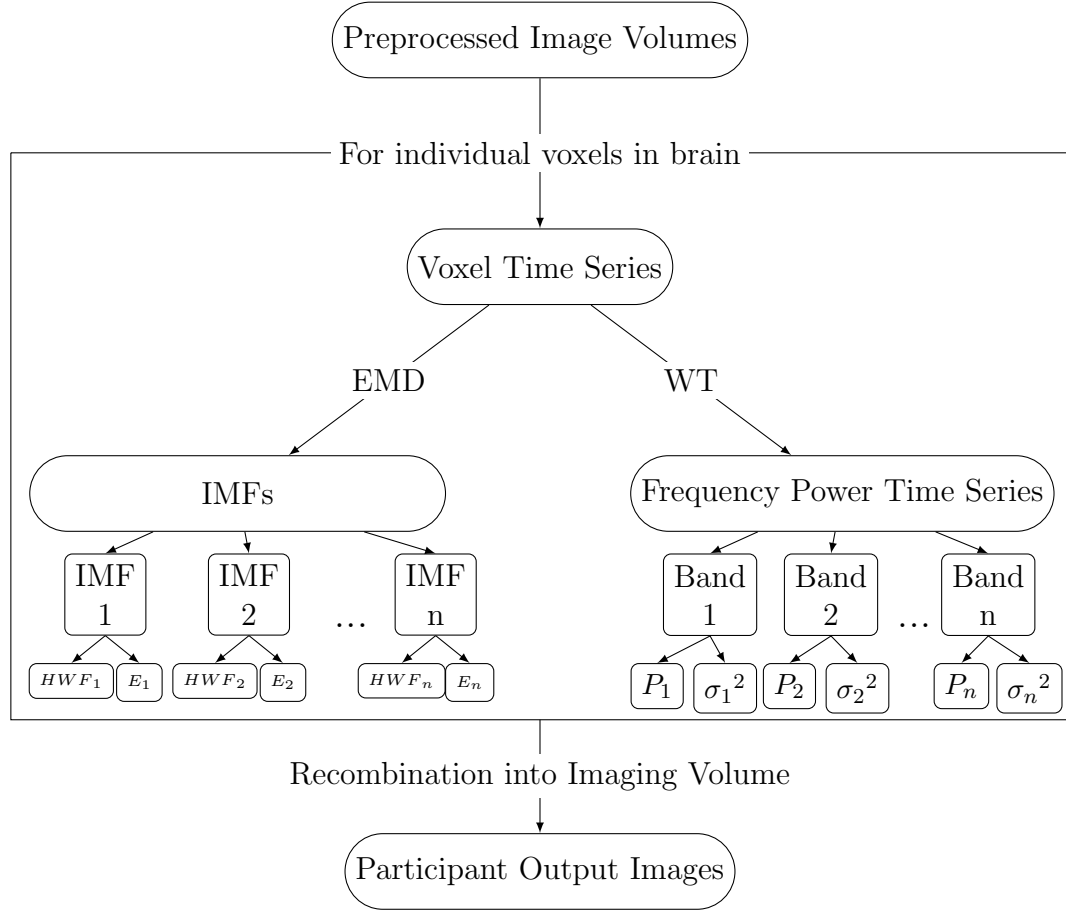 Preprocessed Image Volumes
For individual voxels in brain
Voxel Time Series
EMD
WT
IMFs
Frequency Power Time Series
IMF
1
IMF
2
...
IMF
n
Band
1
Band
2
...
Band
n
HWF₁
E₁
HWF₂
E₂
HWFₙ
Eₙ
P₁
σ₁²
P₂
σ₂²
Pₙ
σₙ²
Recombination into Imaging Volume
Participant Output Images